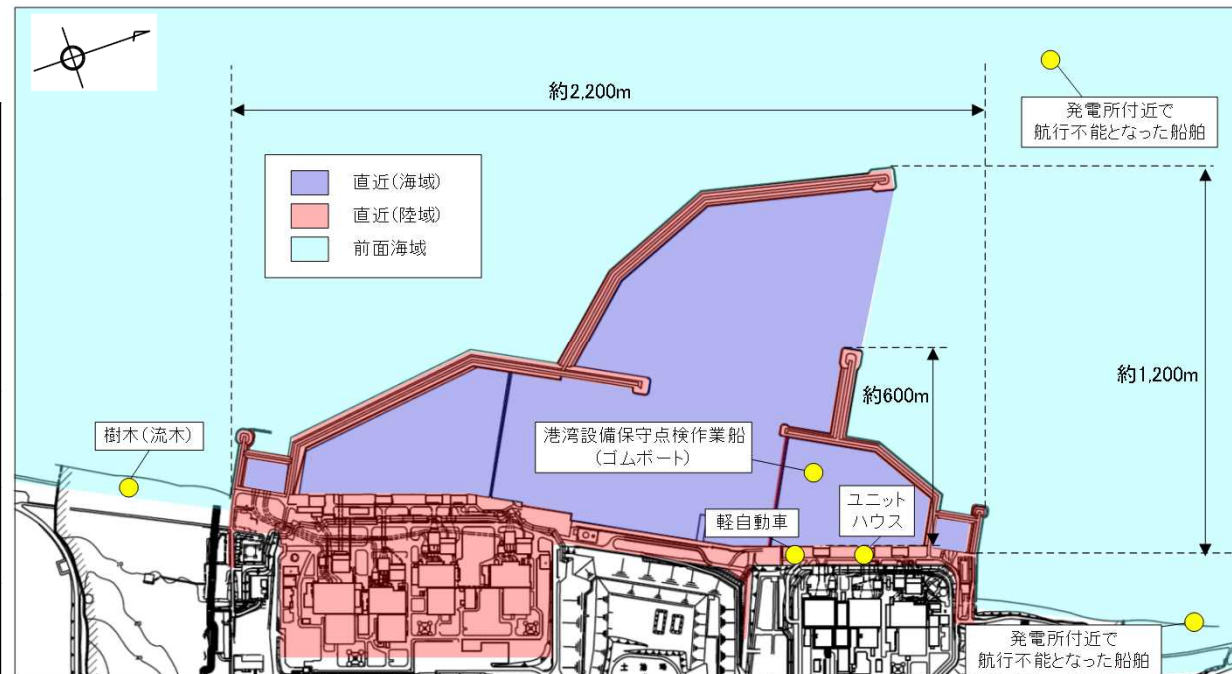 約2,200m
発電所付近で
航行不能となった船舶
直近(海域)
直近(陸域)
前面海域
約1,200m
約600m
樹木(流木)
港湾設備保守点検作業船
(ゴムボート)
ユニット
ハウス
軽自動車
発電所付近で
航行不能となった船舶